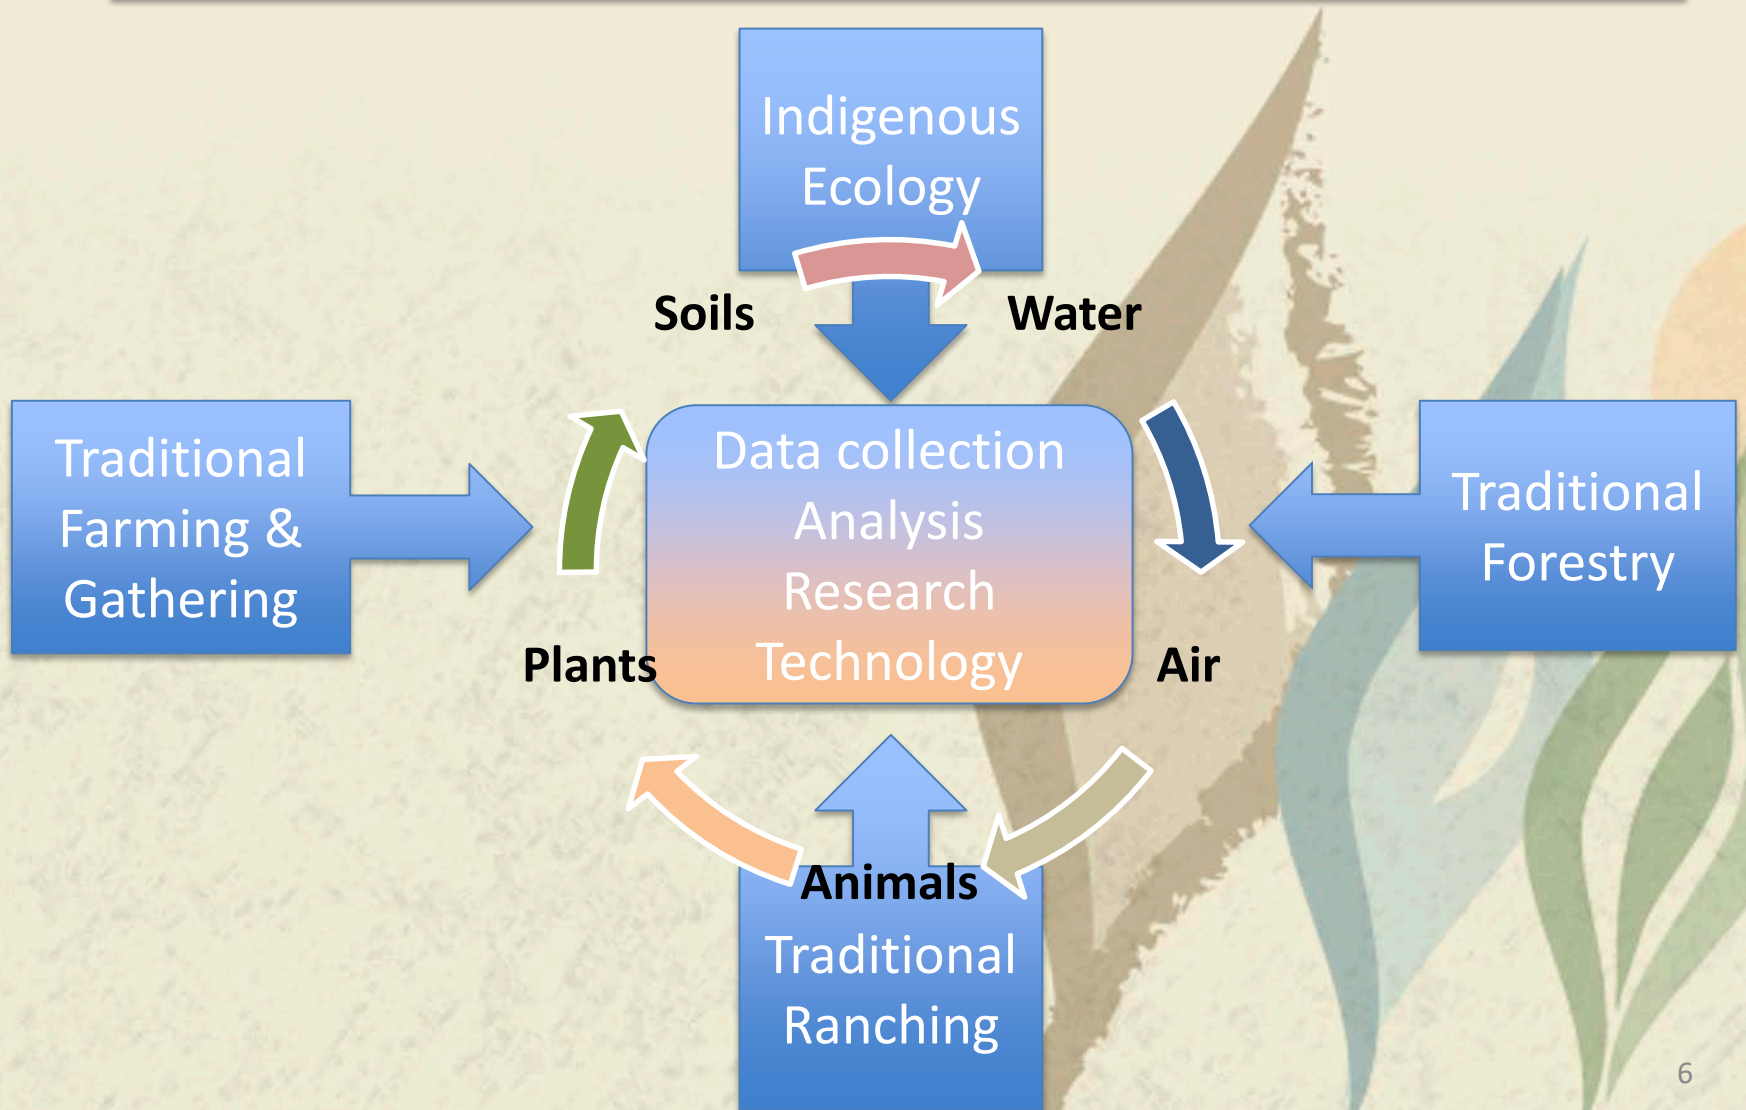 Indigenous
Ecology
Soils
Water
Traditional
Farming &
Gathering
Data collection
Analysis
Research
Technology
Traditional
Forestry
Plants
Air
Animals
Traditional
Ranching
6